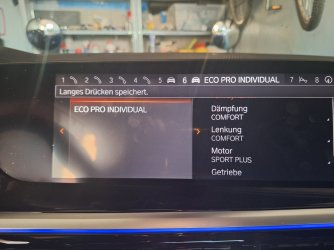 1 2 3 4 5 6 ECO PRO INDIVIDUAL 7 8
Langes Drücken speichert.
ECO PRO INDIVIDUAL
Dämpfung
COMFORT
Lenkung
COMFORT
Motor
SPORT PLUS
Getriebe